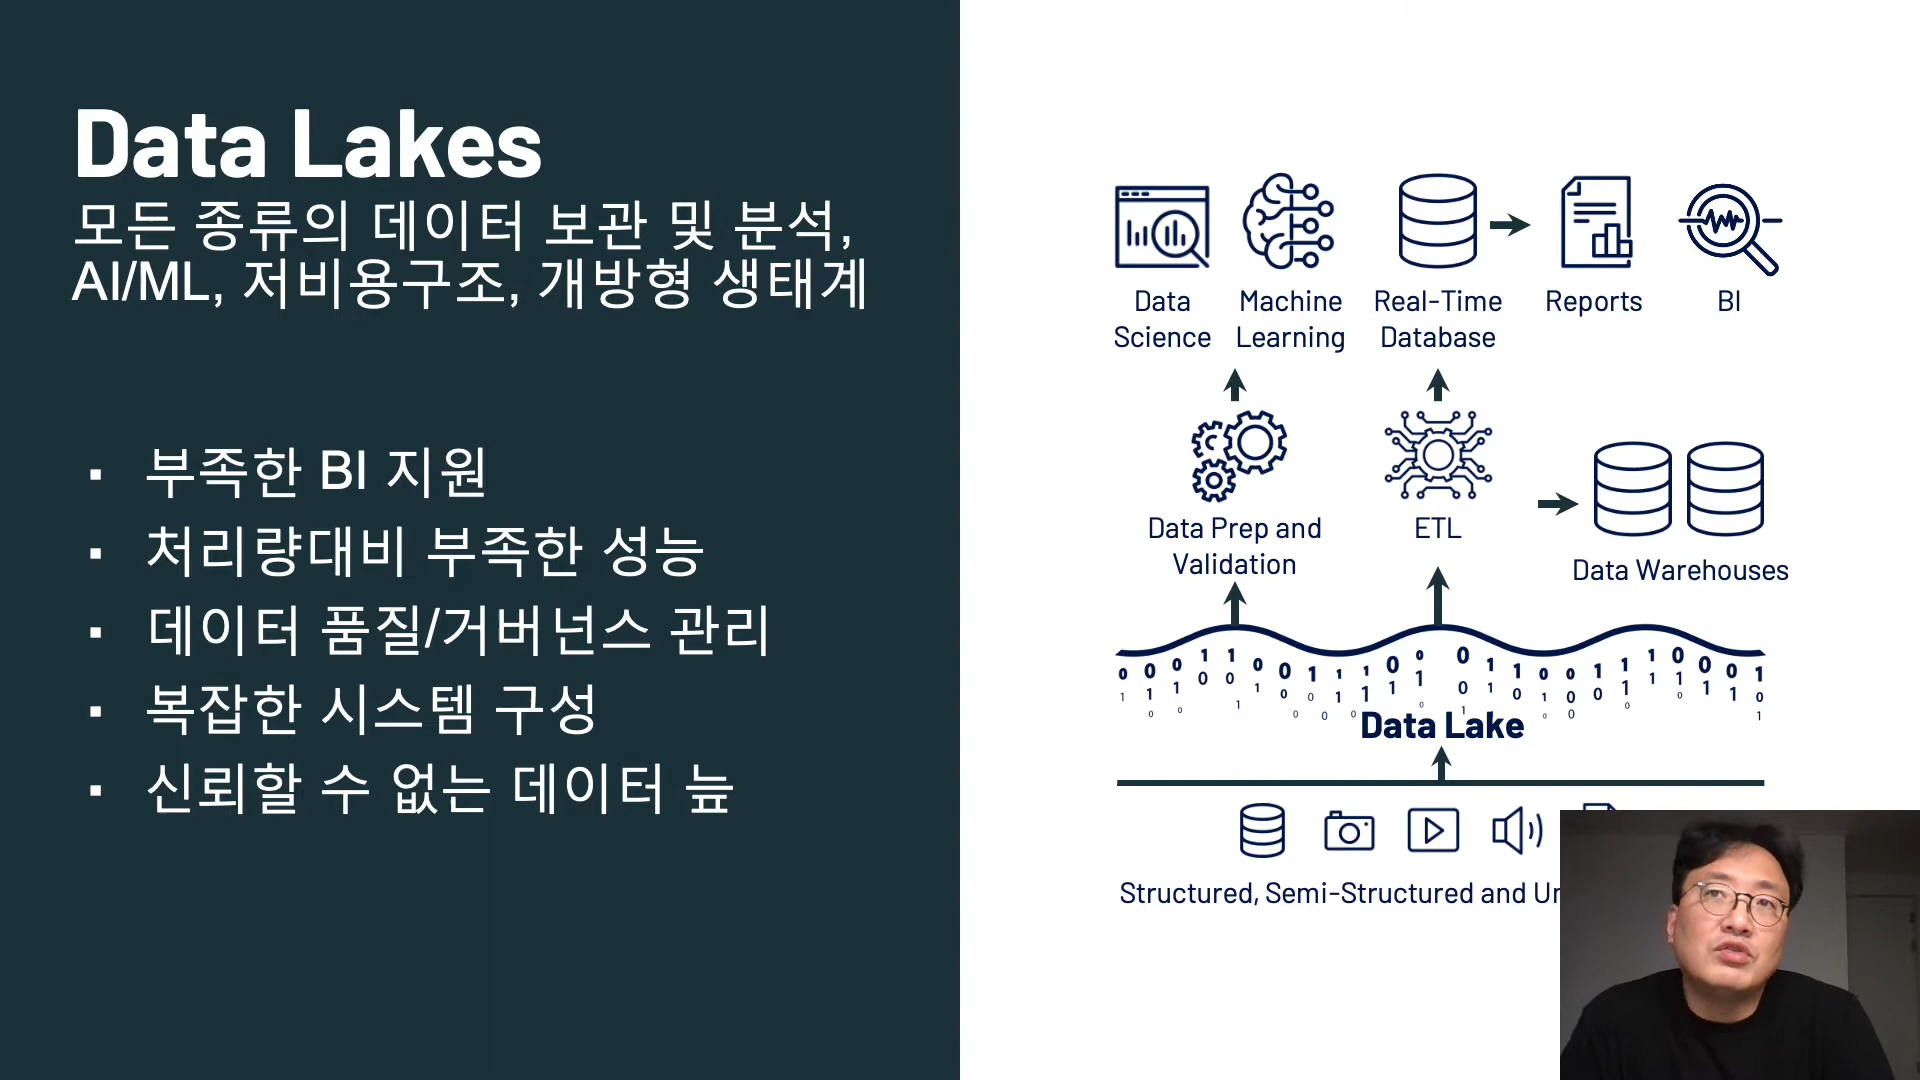 Data Lakes
모든 종류의 데이터 보관 및 분석,
AI/ML, 저비용구조, 개방형 생태계
▪ 부족한 BI 지원
▪ 처리량대비 부족한 성능
▪ 데이터 품질/거버넌스 관리
▪ 복잡한 시스템 구성
▪ 신뢰할 수 없는 데이터 늪
Data
Science
Machine
Learning
Real-Time
Database
Reports
BI
Data Prep and
Validation
ETL
Data Warehouses
Data Lake
Structured, Semi-Structured and